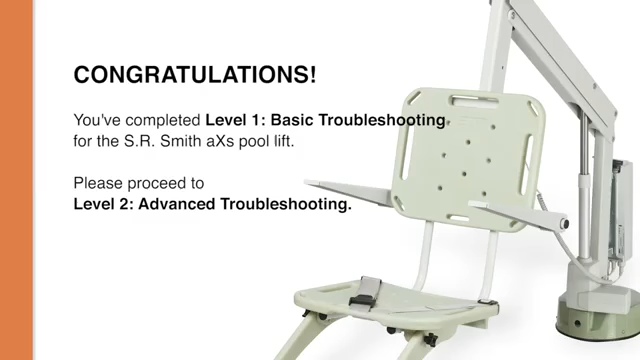 CONGRATULATIONS!
You've completed Level 1: Basic Troubleshooting
for the S.R. Smith aXs pool lift.
Please proceed to
Level 2: Advanced Troubleshooting.